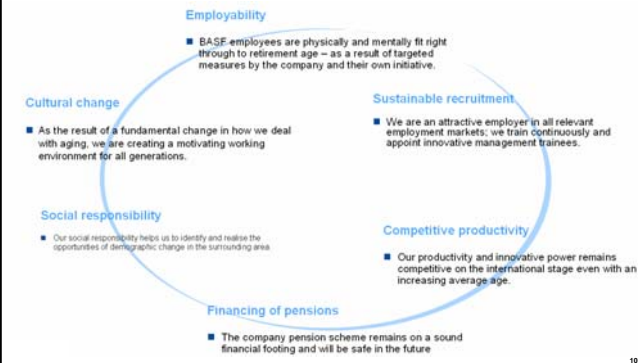 Employability
■ BASF employees are physically and mentally fit right
through to retirement age – as a result of targeted
measures by the company and their own initiative.
Sustainable recruitment
■ We are an attractive employer in all relevant
employment markets; we train continuously and
appoint innovative management trainees.
Competitive productivity
■ Our productivity and innovative power remains
competitive on the international stage even with an
increasing average age.
Financing of pensions
■ The company pension scheme remains on a sound
financial footing and will be safe in the future
Social responsibility
■ Our social responsibility helps us to identify and realise the
opportunities of demographic change in the surrounding area
Cultural change
■ As the result of a fundamental change in how we deal
with aging, we are creating a motivating working
environment for all generations.
10